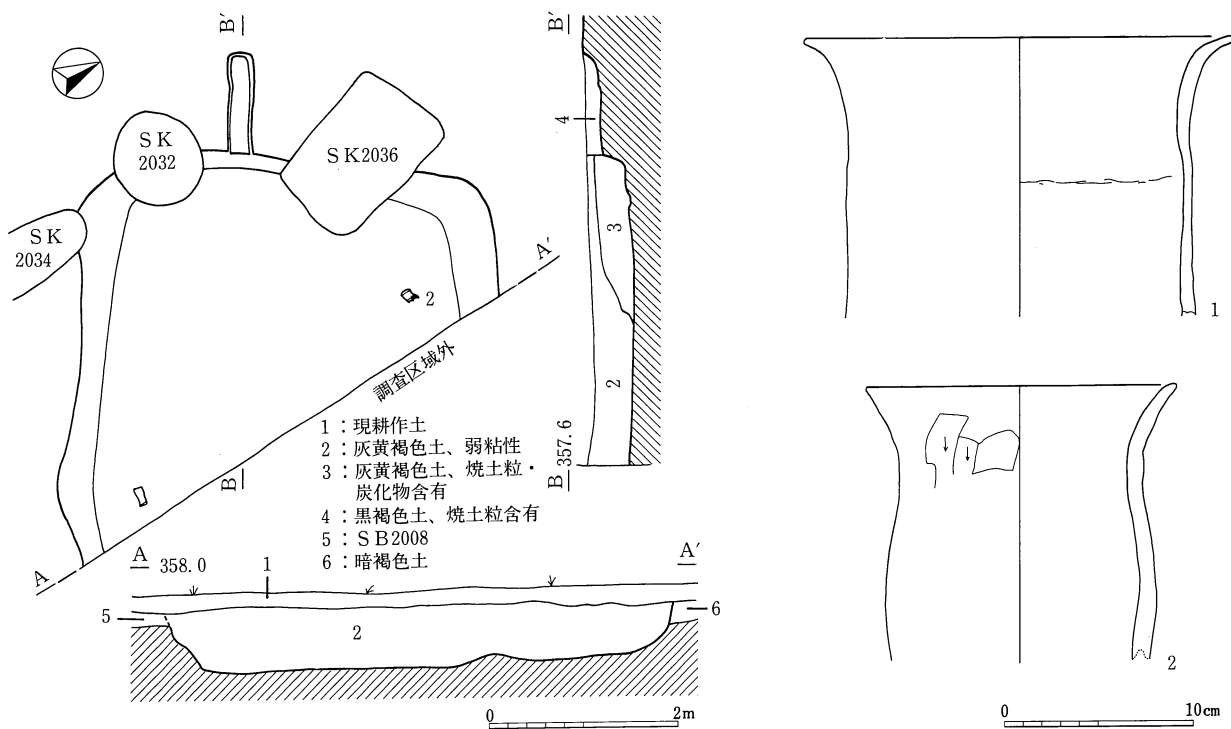 B′
SK
2032
SK2036
SK
2034
A′
2
調査区域外
B
A
B′
4
3
2
B 357.6
1：現耕作土
2：灰黄褐色土、弱粘性
3：灰黄褐色土、焼土粒・
炭化物含有
4：黒褐色土、焼土粒含有
5：SB2008
6：暗褐色土
A 358.0
1
A′
5
2
6
0
2m
1
2
0
10cm